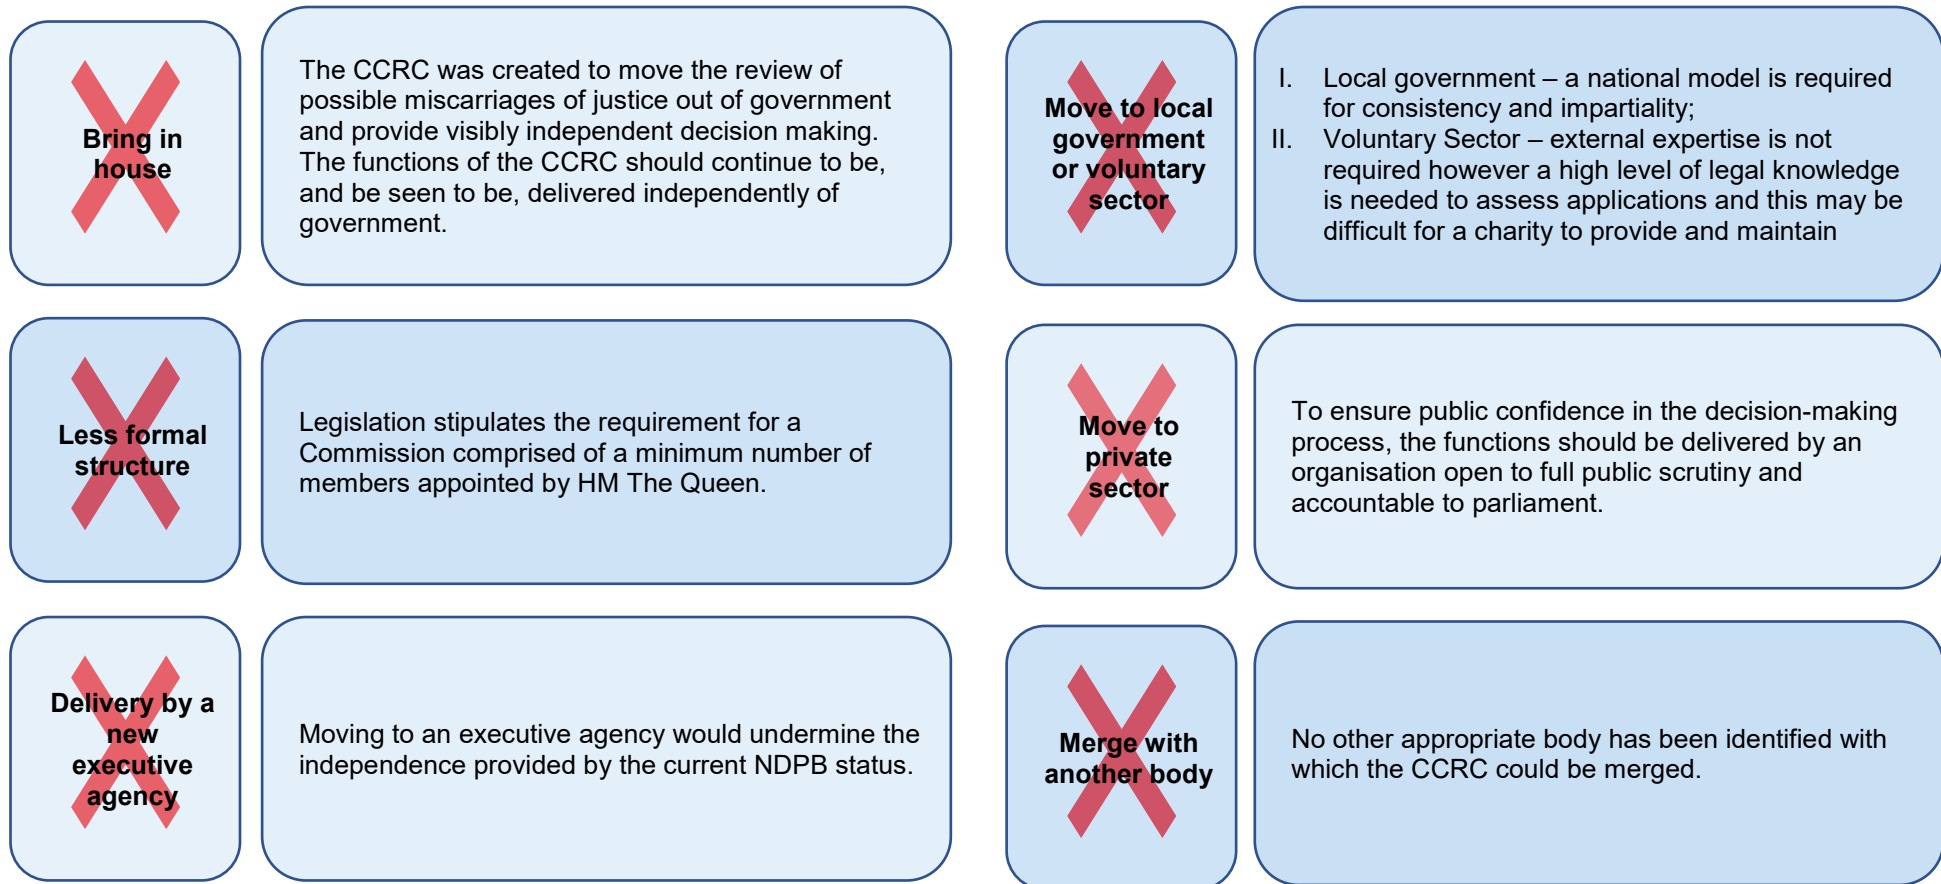 Bring in
house
The CCRC was created to move the review of
possible miscarriages of justice out of government
and provide visibly independent decision making.
The functions of the CCRC should continue to be,
and be seen to be, delivered independently of
government.
Move to local
government
or voluntary
sector
I. Local government – a national model is required
for consistency and impartiality;
II. Voluntary Sector – external expertise is not
required however a high level of legal knowledge
is needed to assess applications and this may be
difficult for a charity to provide and maintain
Less formal
structure
Legislation stipulates the requirement for a
Commission comprised of a minimum number of
members appointed by HM The Queen.
Move to
private
sector
To ensure public confidence in the decision-making
process, the functions should be delivered by an
organisation open to full public scrutiny and
accountable to parliament.
Delivery by a
new
executive
agency
Moving to an executive agency would undermine the
independence provided by the current NDPB status.
Merge with
another body
No other appropriate body has been identified with
which the CCRC could be merged.